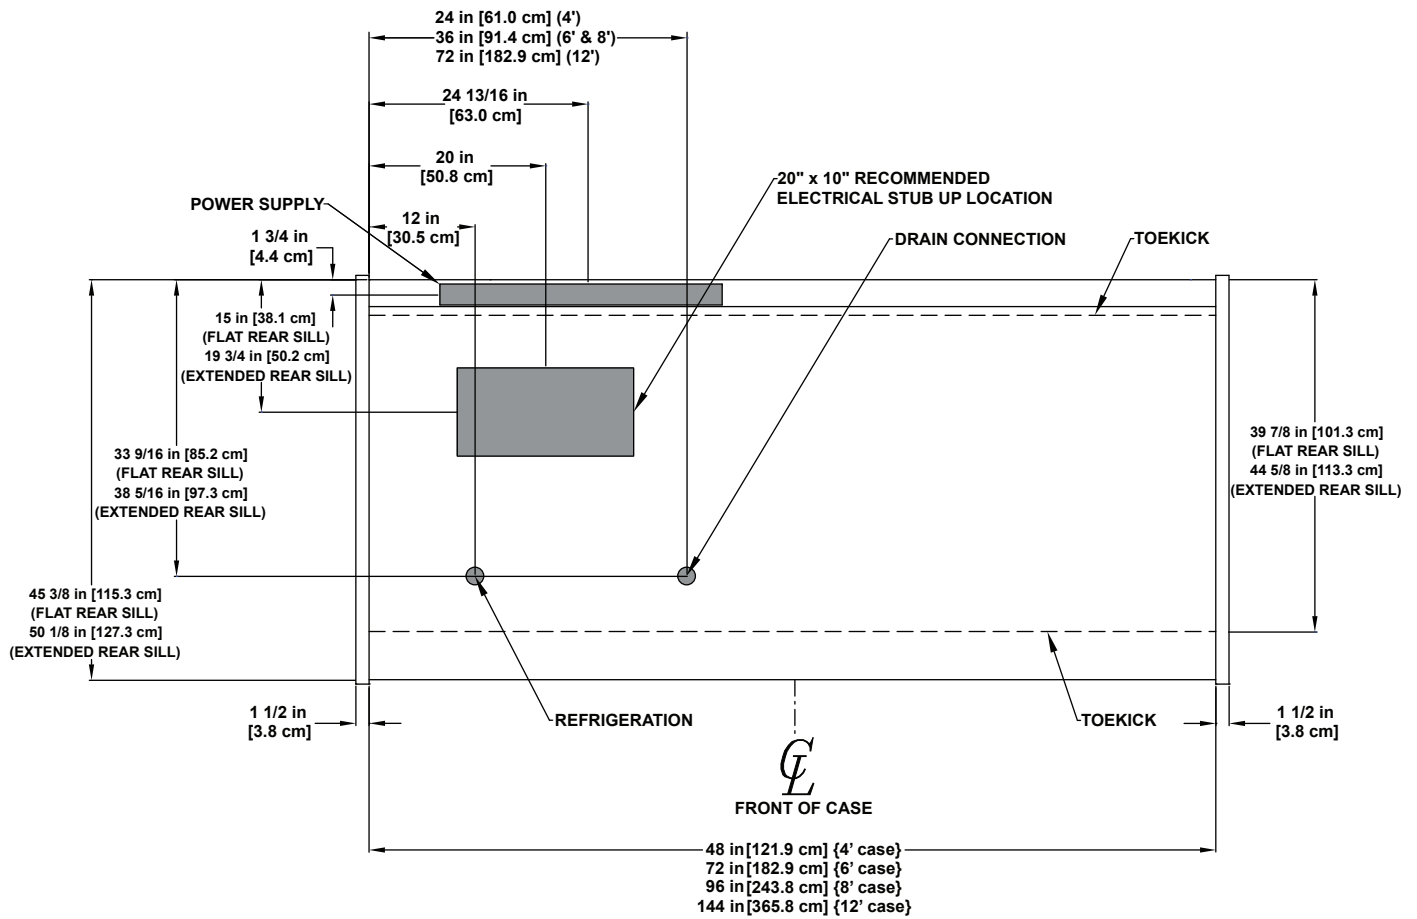 24 in [61.0 cm] (4')
36 in [91.4 cm] (6' & 8')
72 in [182.9 cm] (12')
24 13/16 in
[63.0 cm]
20 in
[50.8 cm]
20" x 10" RECOMMENDED
ELECTRICAL STUB UP LOCATION
POWER SUPPLY
12 in
[30.5 cm]
1 3/4 in
[4.4 cm]
DRAIN CONNECTION
TOEKICK
15 in [38.1 cm]
(FLAT REAR SILL)
19 3/4 in [50.2 cm]
(EXTENDED REAR SILL)
33 9/16 in [85.2 cm]
(FLAT REAR SILL)
38 5/16 in [97.3 cm]
(EXTENDED REAR SILL)
39 7/8 in [101.3 cm]
(FLAT REAR SILL)
44 5/8 in [113.3 cm]
(EXTENDED REAR SILL)
45 3/8 in [115.3 cm]
(FLAT REAR SILL)
50 1/8 in [127.3 cm]
(EXTENDED REAR SILL)
1 1/2 in
[3.8 cm]
REFRIGERATION
TOEKICK
1 1/2 in
[3.8 cm]
CL
FRONT OF CASE
48 in[121.9 cm] {4' case}
72 in[182.9 cm] {6' case}
96 in[243.8 cm] {8' case}
144 in[365.8 cm] {12' case}